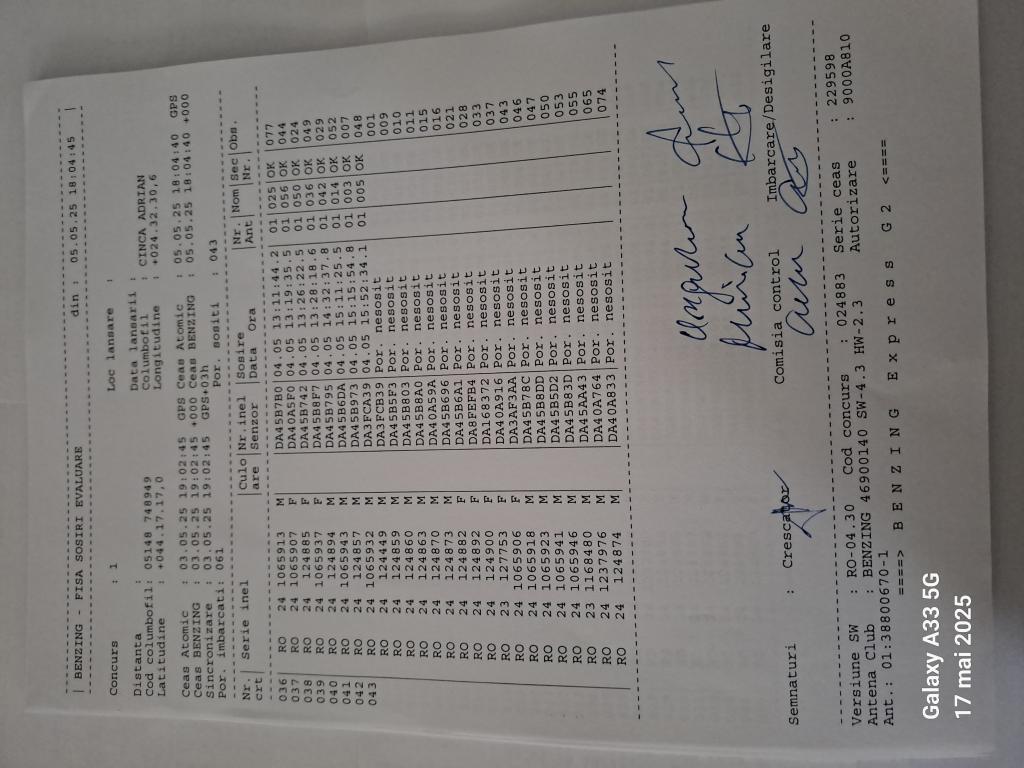 | BENZING - FISA SOSIRI EVALUARE din : 05.05.25 18:04:45 |
Concurs : 1 Loc lansare :
Distanta : Data lansarii :
Cod columbofil: 05148 748949 Columbofil : CINCA ADRIAN
Latitudine : +044.17.17,0 Longitudine : +024.32.30,6
Ceas Atomic : 03.05.25 19:02:45 GPS Ceas Atomic : 05.05.25 18:04:40 GPS
Ceas BENZING : 03.05.25 19:02:45 +000 Ceas BENZING : 05.05.25 18:04:40 +000
Sincronizare : 03.05.25 19:02:45 GPS+03h
Por. imbarcati: 061 Por. sositi : 043
Nr. | Serie inel |Culo|Nr.inel |Sosire |Nr. |Nom|Sec|Obs.
crt |are |Senzor |Data Ora |Ant |Nr.|
036 RO 24 1065913 M DA45B7B0 04.05 13:11:44.2 01 025 OK 077
037 RO 24 1065907 F DA40A5F0 04.05 13:19:35.5 01 056 OK 044
038 RO 24 124885 F DA45B742 04.05 13:26:22.5 01 050 OK 024
039 RO 24 1065937 F DA45B8F7 04.05 13:28:18.6 01 036 OK 049
040 RO 24 124894 M DA45B795 04.05 14:32:37.8 01 042 OK 029
041 RO 24 1065943 M DA45B6DA 04.05 15:11:25.5 01 014 OK 052
042 RO 24 124857 M DA45B973 04.05 15:15:54.8 01 003 OK 007
043 RO 24 1065932 M DA3FCA39 04.05 15:52:34.1 01 005 OK 048
RO 24 124449 M DA3FCB39 Por. nesosit 001
RO 24 124859 M DA45B5F3 Por. nesosit 009
RO 24 124860 M DA45B803 Por. nesosit 010
RO 24 124863 M DA45B8A0 Por. nesosit 011
RO 24 124870 M DA40A59A Por. nesosit 015
RO 24 124873 M DA45B696 Por. nesosit 016
RO 24 124882 F DA45B6A1 Por. nesosit 021
RO 24 124892 F DA8FEFB4 Por. nesosit 028
RO 24 124900 F DA168372 Por. nesosit 033
RO 23 127753 F DA40A916 Por. nesosit 037
RO 24 1065906 F DA3AF3AA Por. nesosit 043
RO 24 1065918 M DA45B78C Por. nesosit 046
RO 24 1065923 M DA45B8DD Por. nesosit 047
RO 24 1065941 M DA45B5D2 Por. nesosit 050
RO 24 1065946 M DA45B83D Por. nesosit 053
RO 23 1168480 M DA45AA43 Por. nesosit 055
RO 24 1237976 M DA40A764 Por. nesosit 065
RO 24 124874 M DA40A833 Por. nesosit 074
Semnaturi : Crescator Comisia control Imbarcare/Desigilare
Versiune SW : RO-04.30 Cod concurs : 024883 Serie ceas : 229598
Antena Club : BENZING 46900140 SW-4.3 HW-2.3 Autorizare : 9000A810
Ant.: 01:38800670-1
====> B E N Z I N G E x p r e s s G 2 <====
Galaxy A33 5G
17 mai 2025